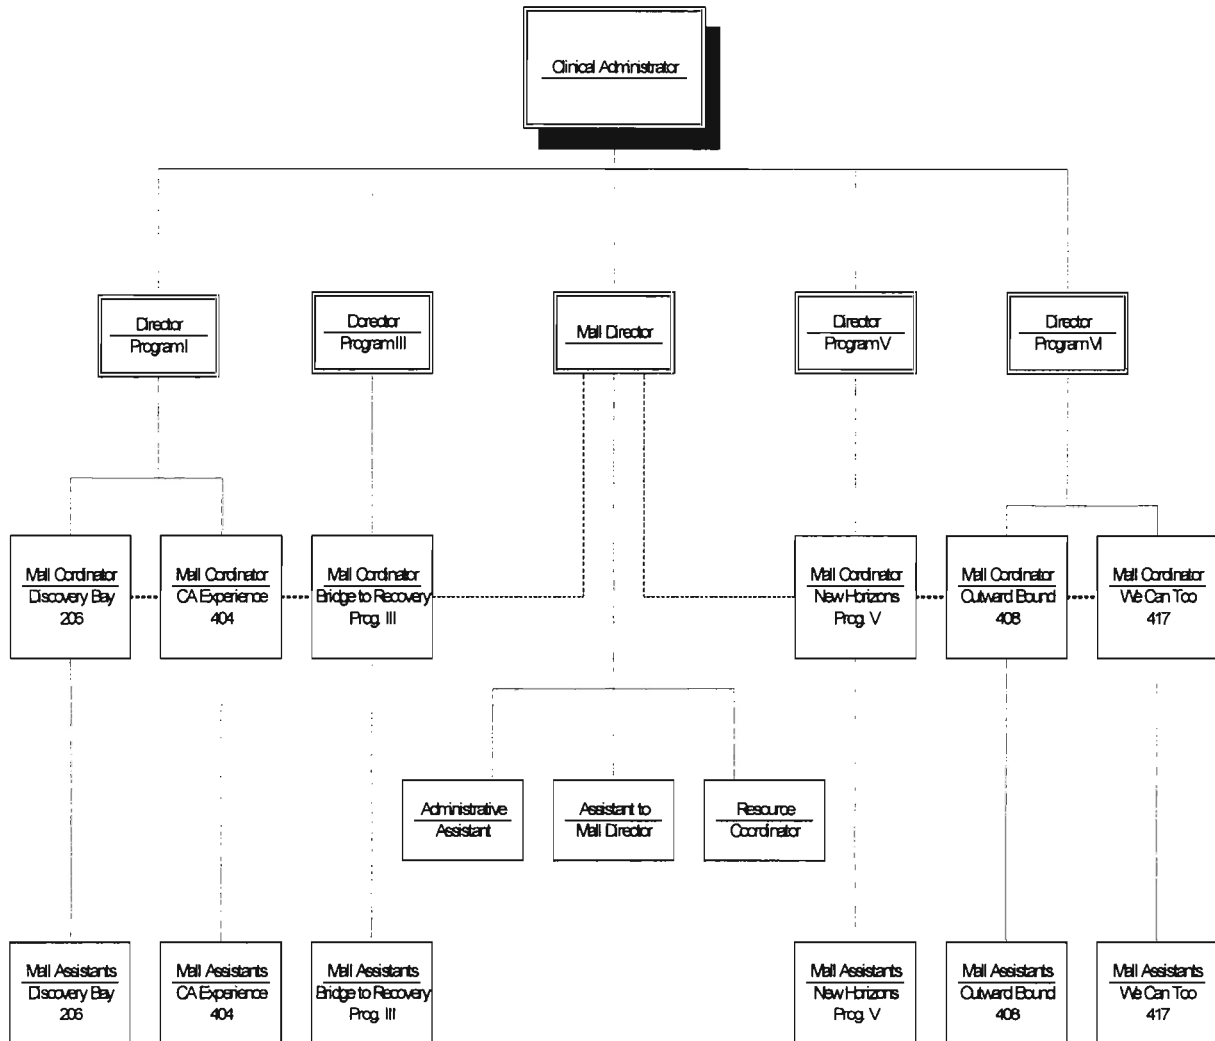 Clinical Administrator
Director
Program I
Dorector
Program III
Mall Director
Director
Program V
Director
Program VI
Mall Cordinator
Discovery Bay
206
Mall Cordinator
CA Experience
404
Mall Cordinator
Bridge to Recovery
Prog. III
Mall Cordinator
New Horizons
Prog. V
Mall Cordinator
Outward Bound
408
Mall Cordinator
We Can Too
417
Administrative
Assistant
Assistant to
Mall Director
Resource
Coordinator
Mall Assistants
Discovery Bay
206
Mall Assistants
CA Experience
404
Mall Assistants
Bridge to Recovery
Prog. III
Mall Assistants
New Horizons
Prog. V
Mall Assistants
Outward Bound
408
Mall Assistants
We Can Too
417